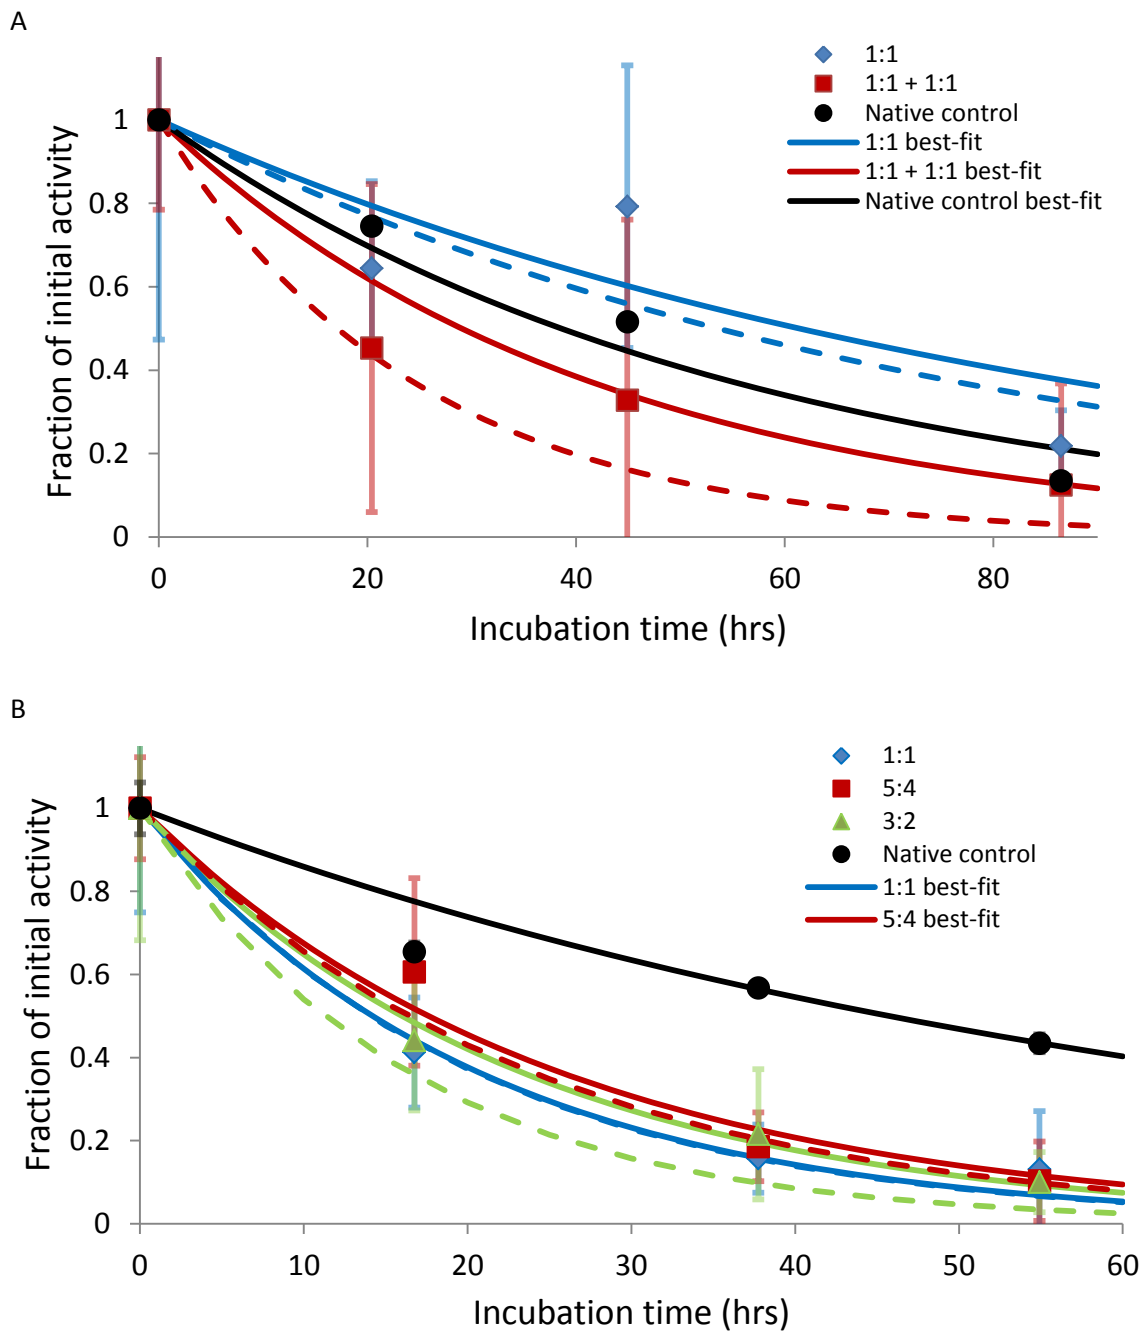 A
1:1
1:1 + 1:1
Native control
1:1 best-fit
1:1 + 1:1 best-fit
Native control best-fit
Fraction of initial activity
1
0.8
0.6
0.4
0.2
0
0 20 40 60 80
Incubation time (hrs)
B
1:1
5:4
3:2
Native control
1:1 best-fit
5:4 best-fit
Fraction of initial activity
1
0.8
0.6
0.4
0.2
0
0 10 20 30 40 50 60
Incubation time (hrs)